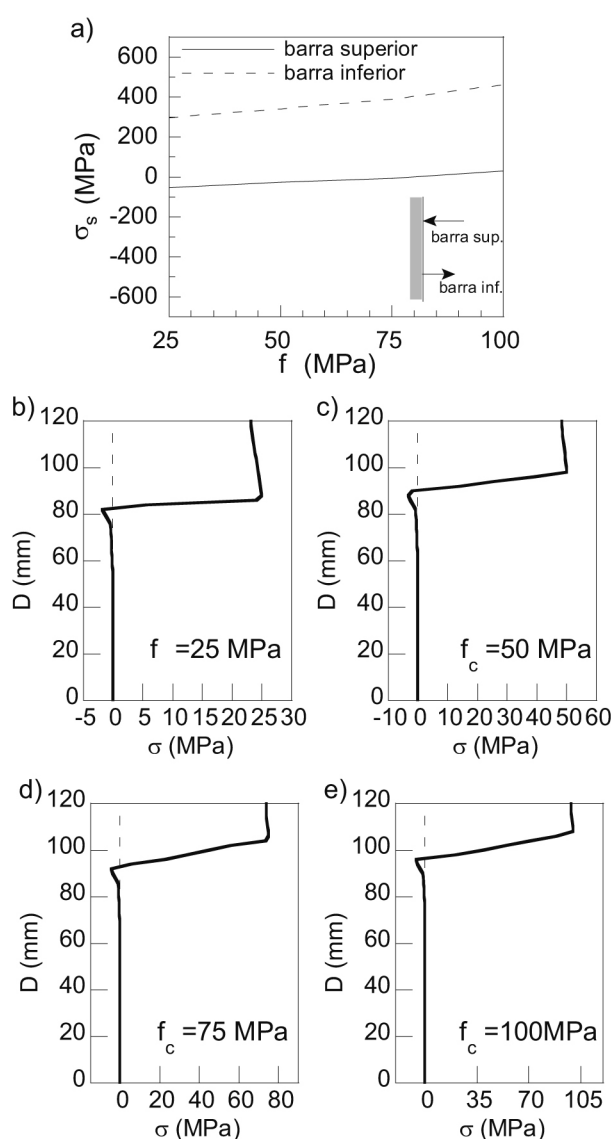 a)
600
400
200
0
-200
-400
-600
σs (MPa)
barra superior
barra inferior
barra sup.
barra inf.
25 50 75 100
f (MPa)
b)
120
100
80
60
40
20
0
D (mm)
f =25 MPa
-5 0 5 10 15 20 25 30
σ (MPa)
c)
120
100
80
60
40
20
0
D (mm)
fc =50 MPa
-10 0 10 20 30 40 50 60
σ (MPa)
d)
120
100
80
60
40
20
0
D (mm)
fc =75 MPa
0 20 40 60 80
σ (MPa)
e)
120
100
80
60
40
20
0
D (mm)
fc =100MPa
0 35 70 105
σ (MPa)